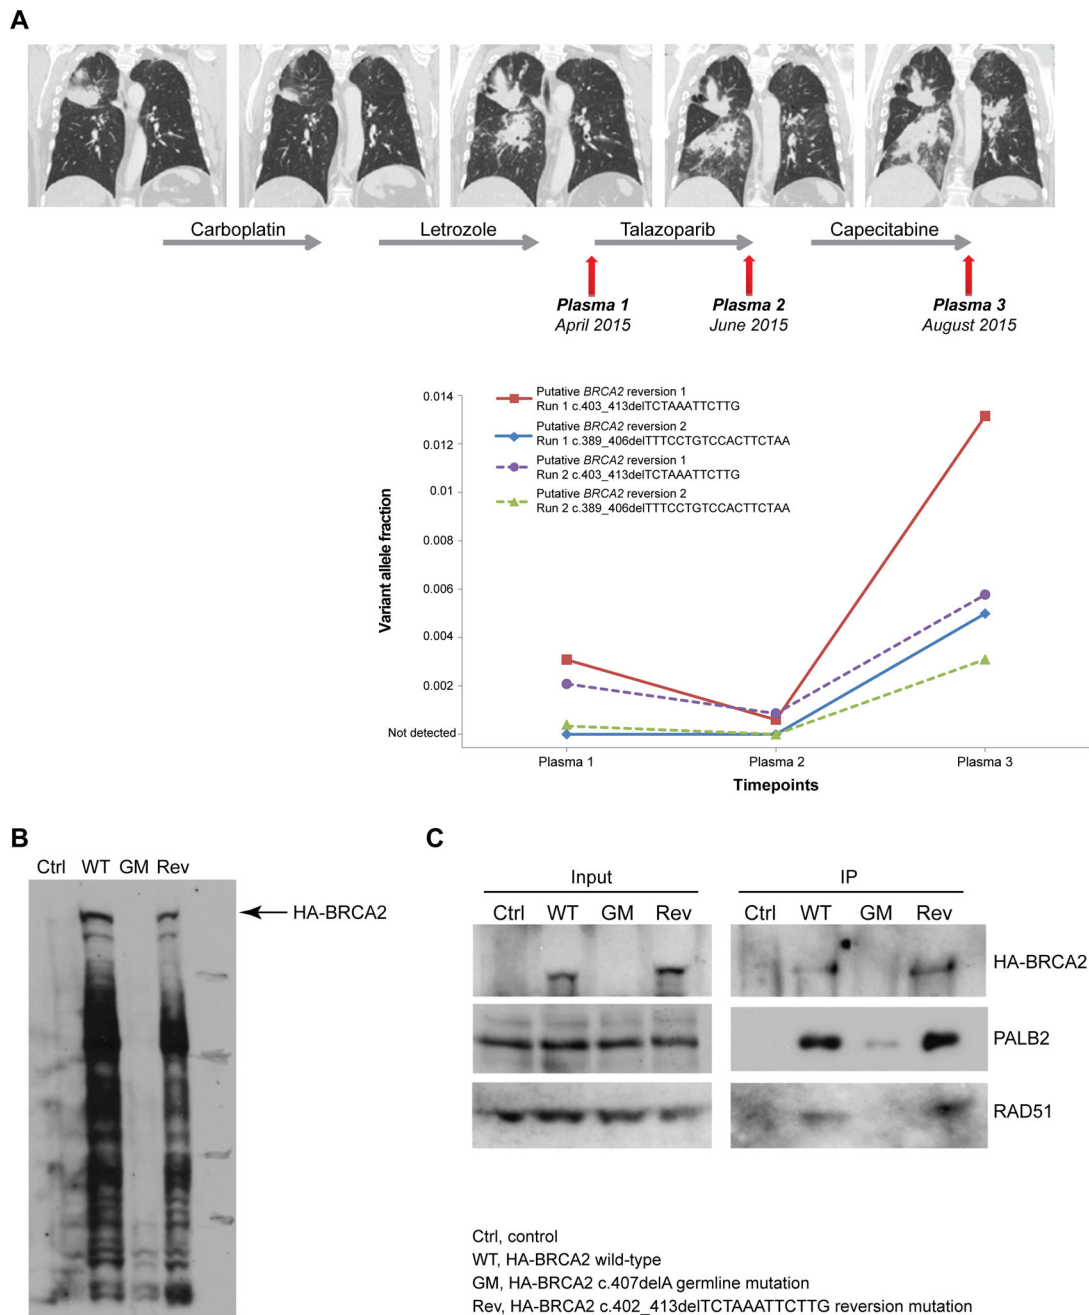 A
Carboplatin
Letrozole
Talazoparib
Capecitabine
Plasma 1
April 2015
Plasma 2
June 2015
Plasma 3
August 2015
0.014
0.012
0.01
0.008
0.006
0.004
0.002
Not detected
Variant allele fraction
Putative BRCA2 reversion 1
Run 1 c.403_413delTCTAAATTCTTG
Putative BRCA2 reversion 2
Run 1 c.389_406delTTTCCTGTCCACTTCTAA
Putative BRCA2 reversion 1
Run 2 c.403_413delTCTAAATTCTTG
Putative BRCA2 reversion 2
Run 2 c.389_406delTTTCCTGTCCACTTCTAA
Plasma 1
Plasma 2
Plasma 3
Timepoints
B
Ctrl WT GM Rev
HA-BRCA2
C
Input
IP
Ctrl WT GM Rev
Ctrl WT GM Rev
HA-BRCA2
PALB2
RAD51
Ctrl, control
WT, HA-BRCA2 wild-type
GM, HA-BRCA2 c.407delA germline mutation
Rev, HA-BRCA2 c.402_413delTCTAAATTCTTG reversion mutation